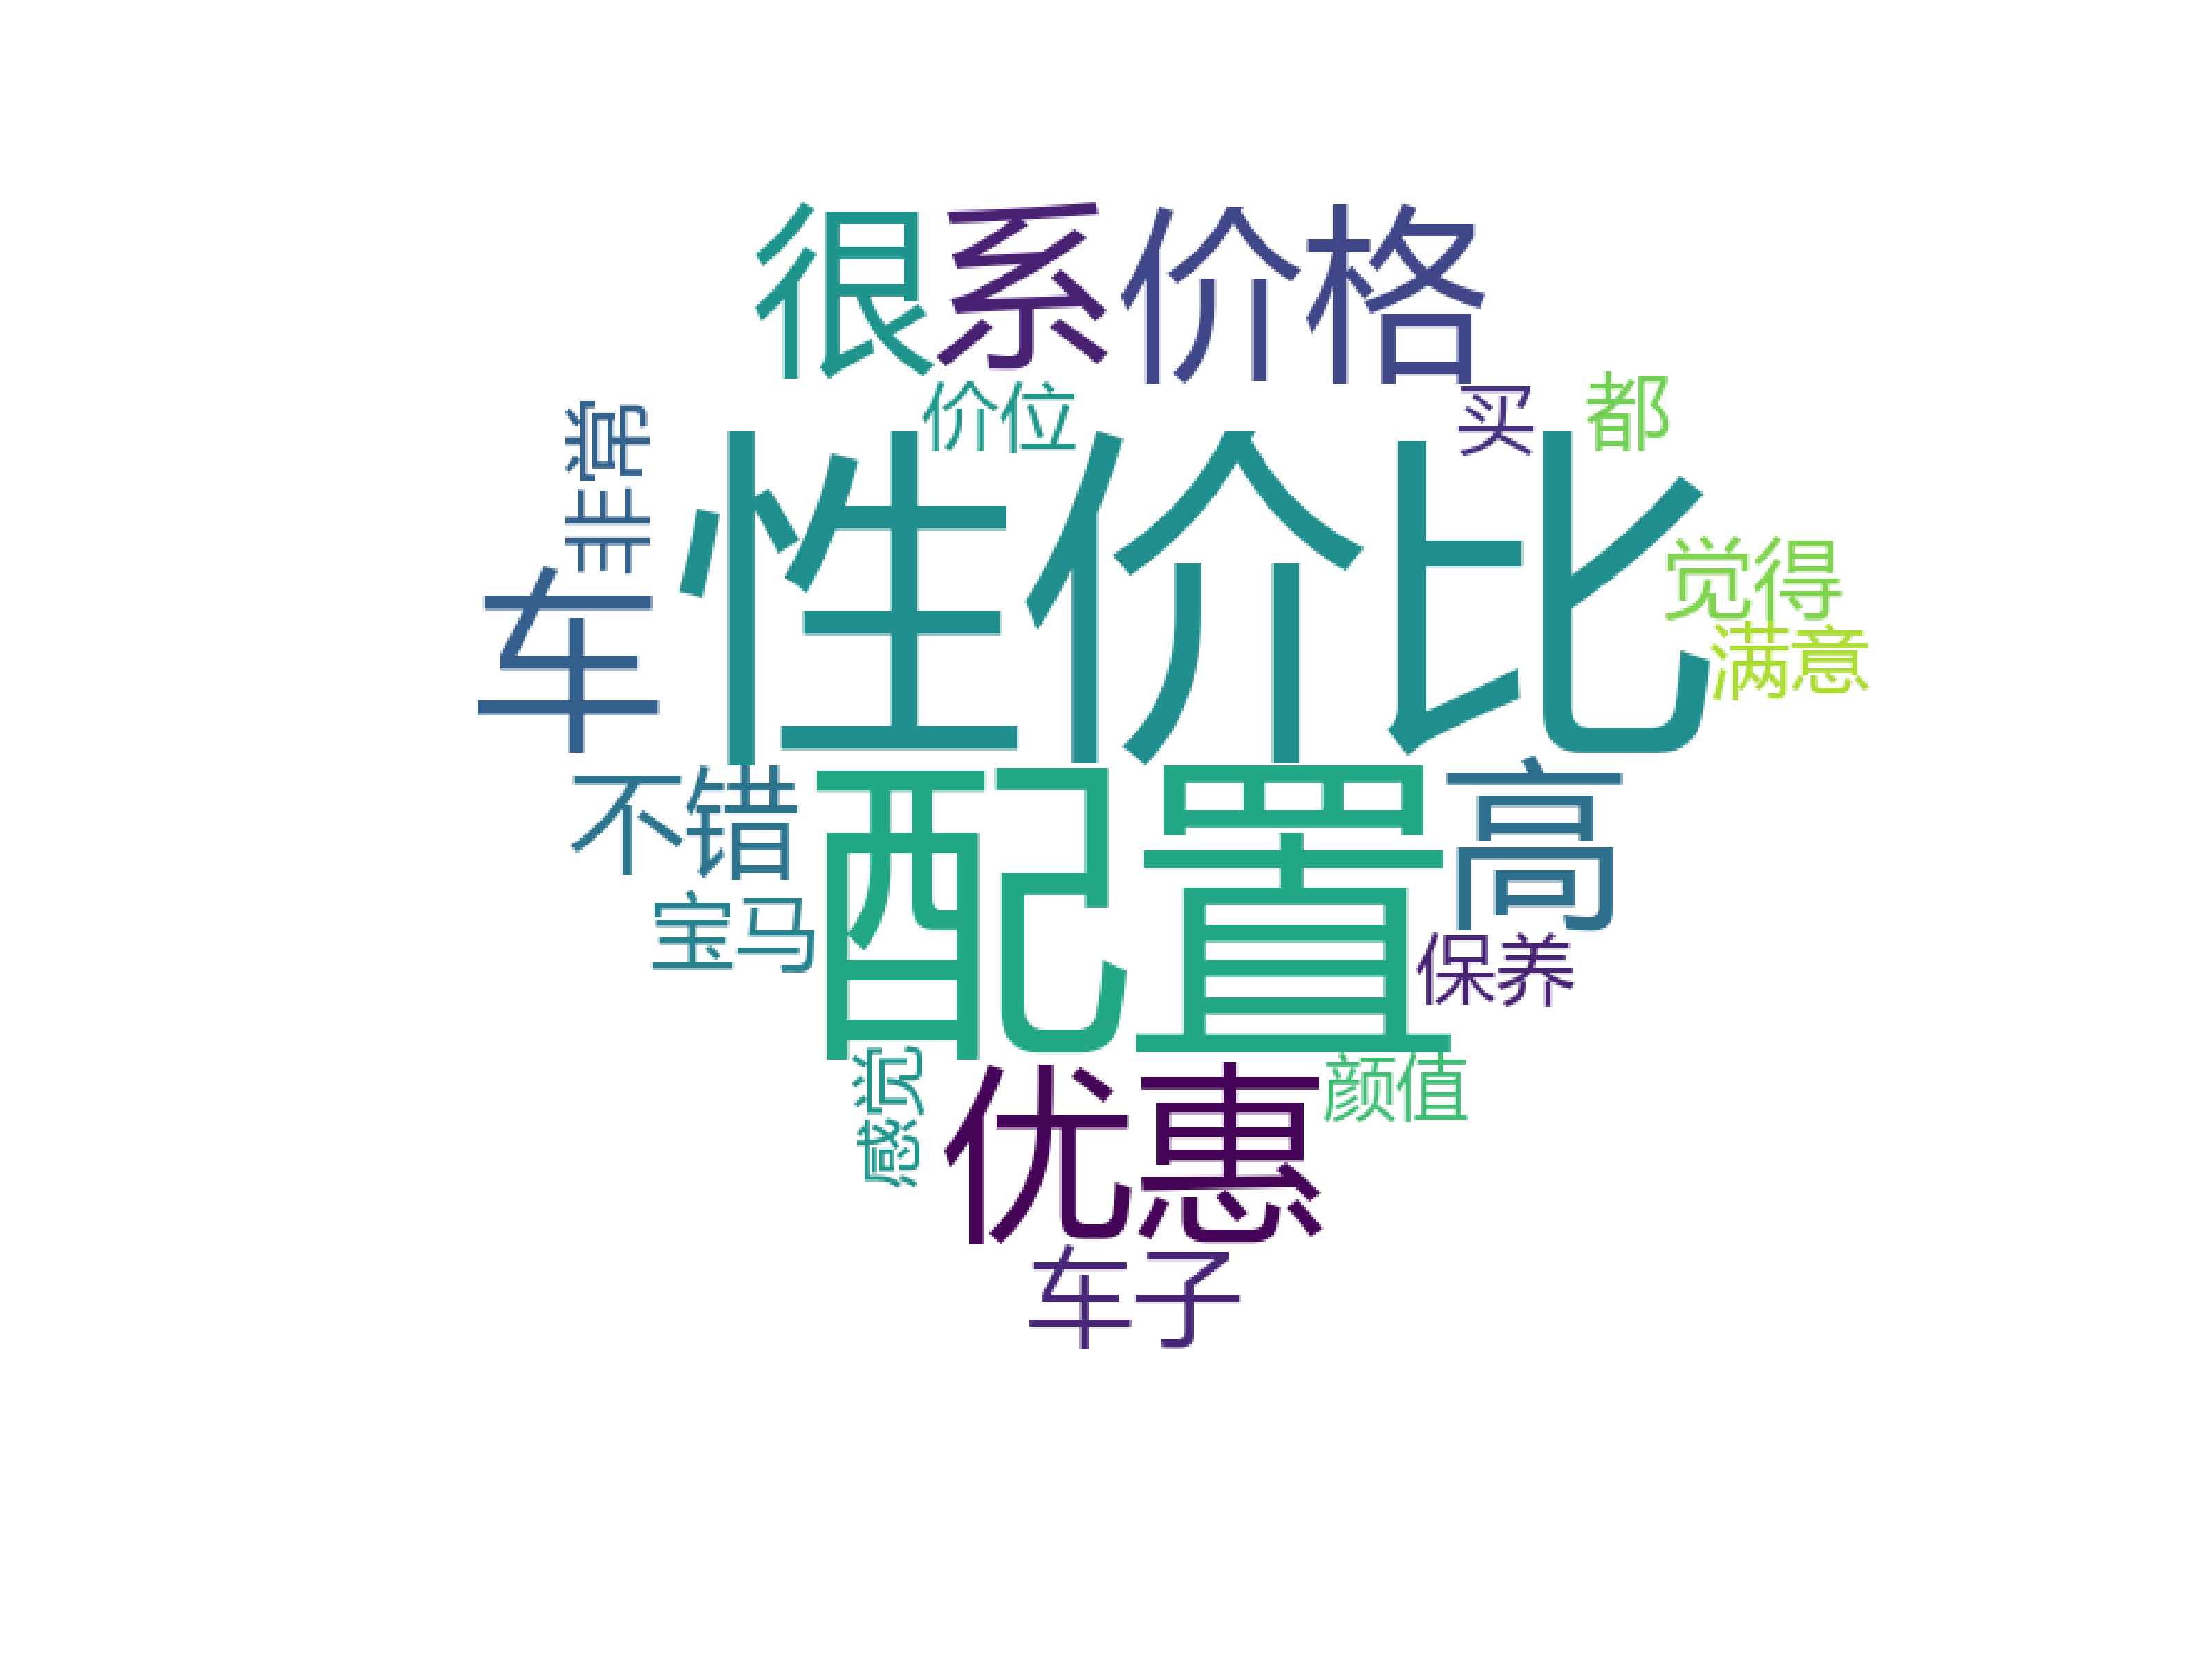 很 系 价格
价位 买 都
非常
性价比
觉得
满意
车
不错
配置
高
宝马
保养
感觉
优惠
颜值
车子